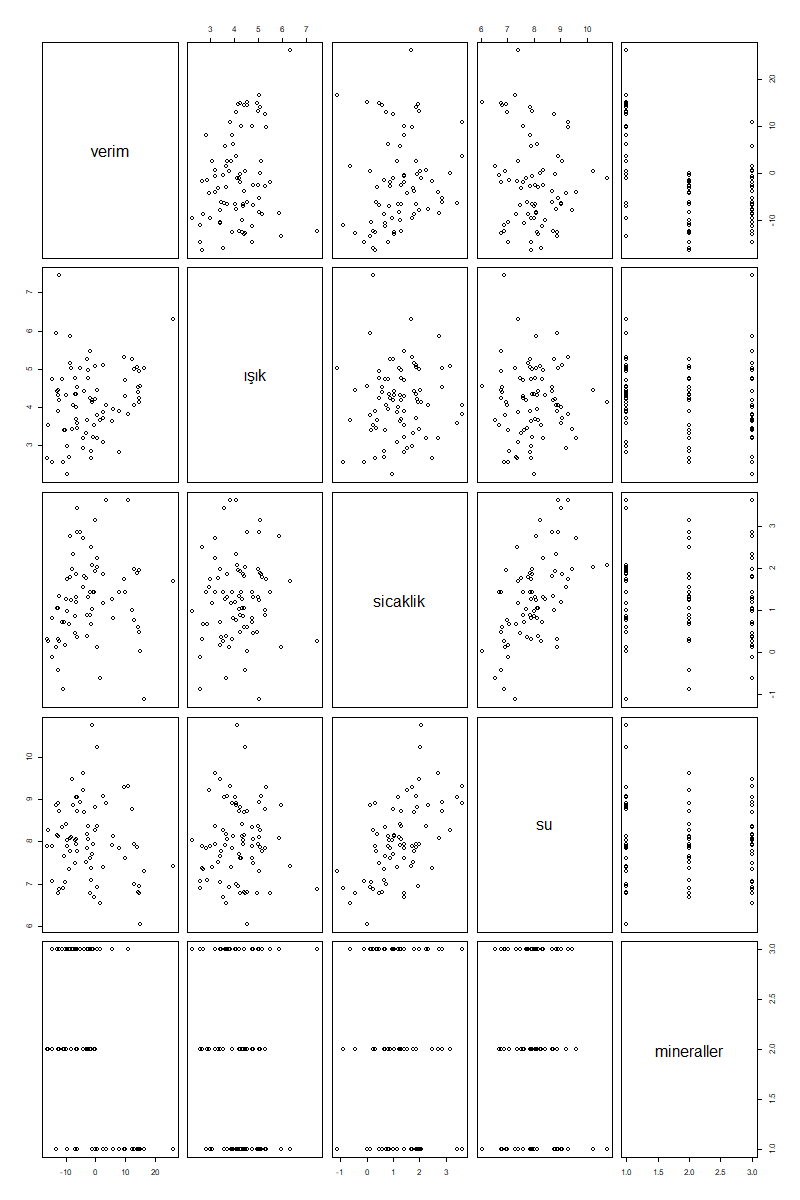 3 4 5 6 7 6 7 8 9 10
verim
-10 0 10 20
3 4 5 6 7
ışık
sicaklik
-1 0 1 2 3
6 7 8 9 10
su
mineraller
1.0 1.5 2.0 2.5 3.0
-10 0 10 20 -1 0 1 2 3 1.0 1.5 2.0 2.5 3.0